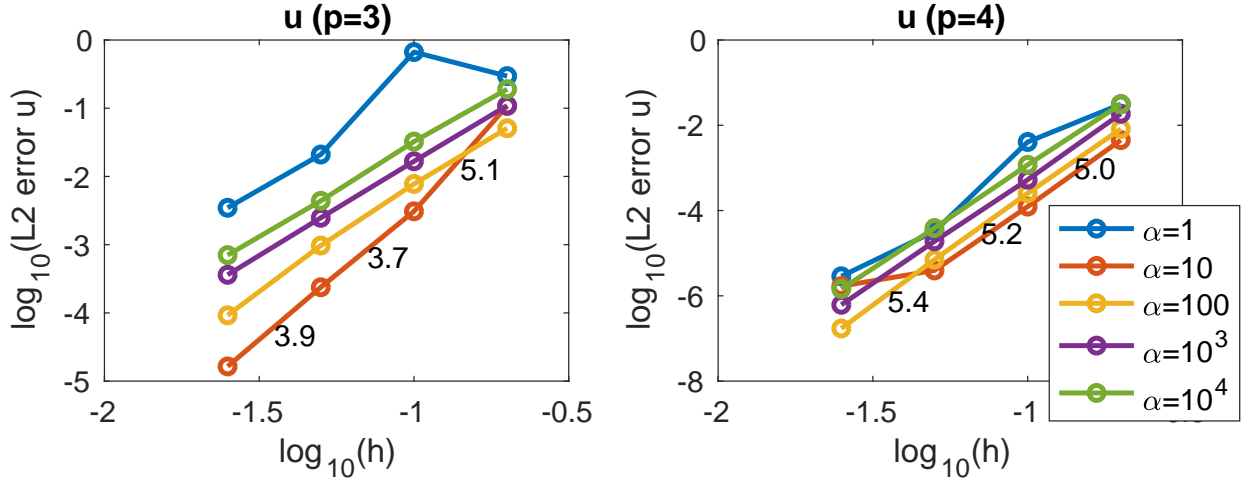 u (p=3)
log10(L2 error u)
0
-1
-2
-3
-4
-5
5.1
3.7
3.9
-2
-1.5
-1
-0.5
log10(h)
u (p=4)
log10(L2 error u)
0
-2
-4
-6
-8
5.0
5.2
5.4
-2
-1.5
-1
log10(h)
α=1
α=10
α=100
α=10³
α=10⁴